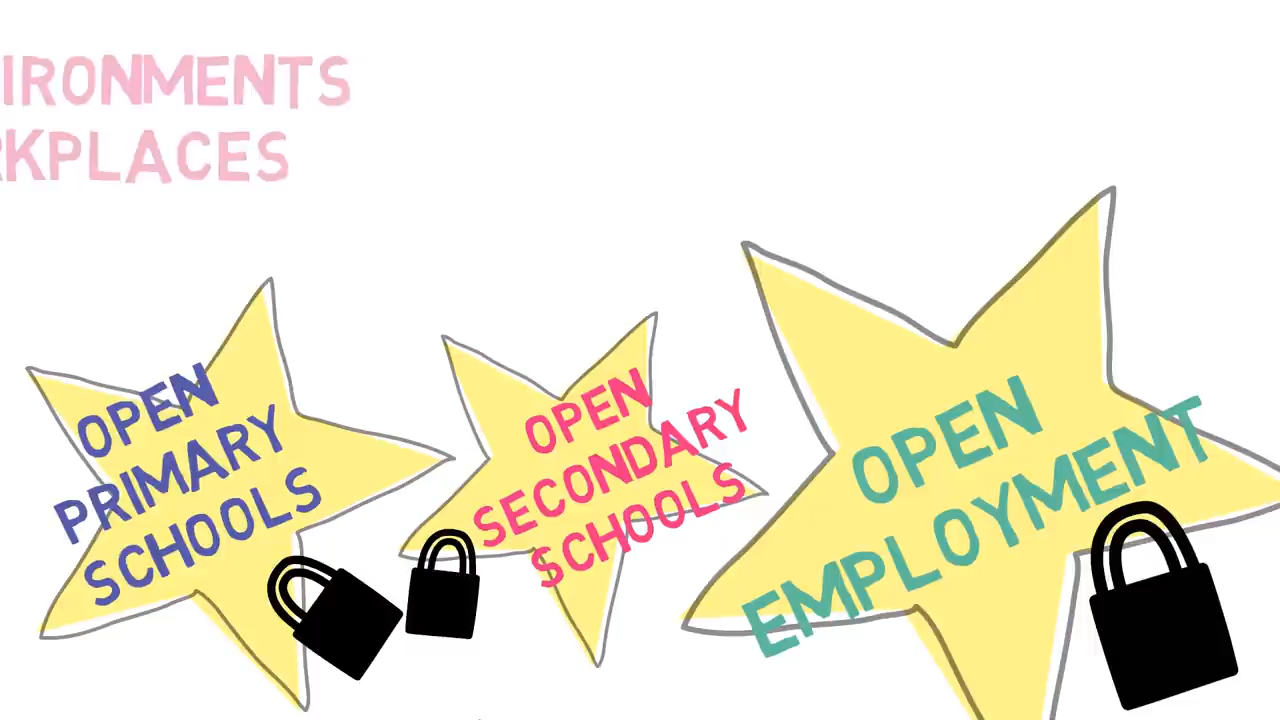 IRONMENTS
RKPLACES
OPEN
PRIMARY
SCHOOLS
OPEN
SECONDARY
SCHOOLS
OPEN
EMPLOYMENT